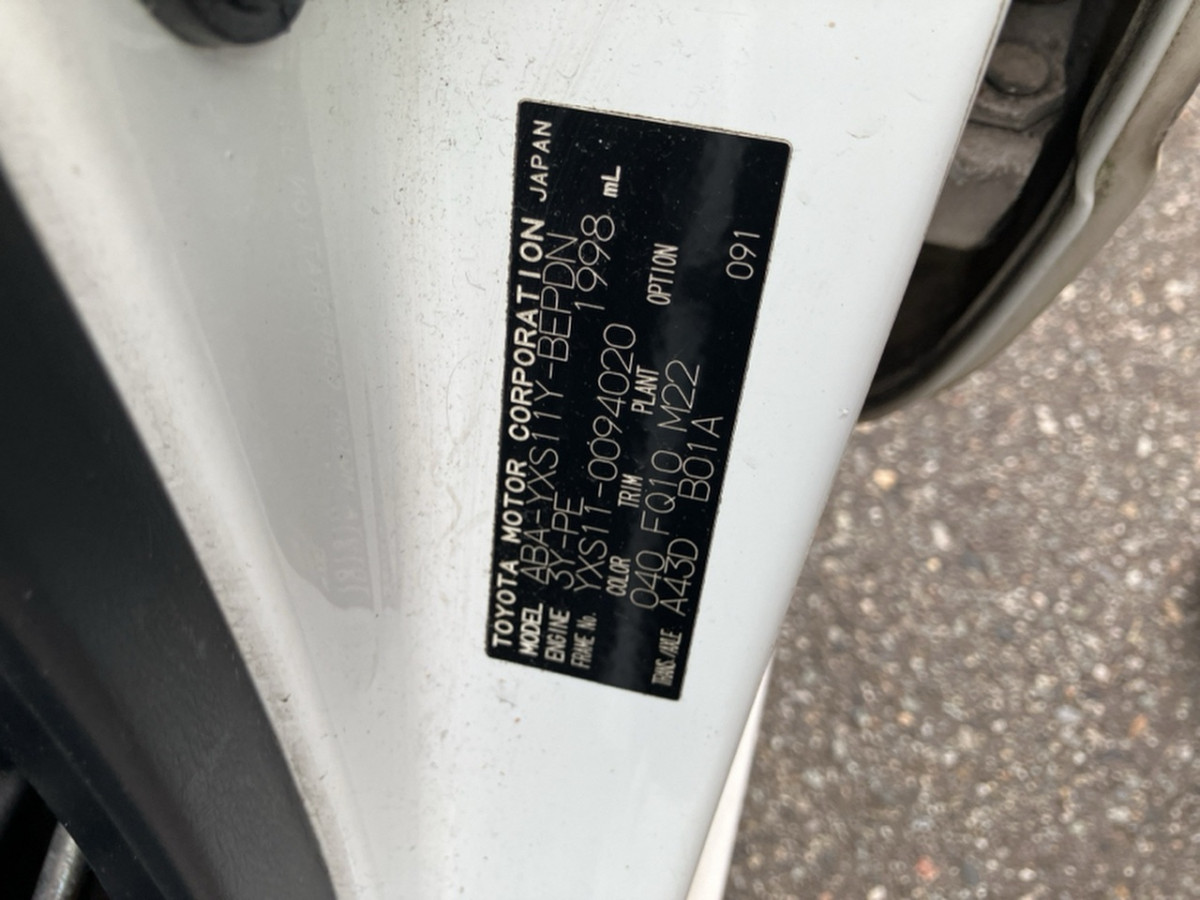 TOYOTA MOTOR CORPORATION JAPAN
MODEL ABA-YXS11Y-BEPDN
ENGINE 3Y-PE 1998 mL
FRAME No. YXS11-0094020
COLOR TRIM PLANT OPTION
040 FQ10 M22
TRANS./AXLE A43D B01A 091